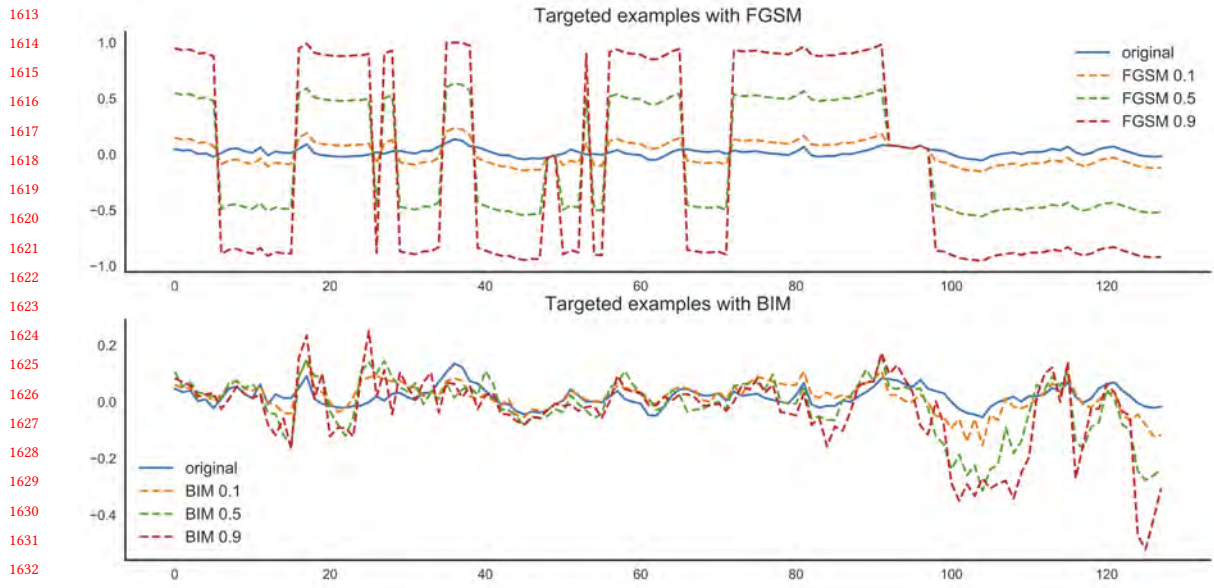 1613
1614
1615
1616
1617
1618
1619
1620
1621
1622
1623
1624
1625
1626
1627
1628
1629
1630
1631
1632
Targeted examples with FGSM
1.0
0.5
0.0
−0.5
−1.0
original
FGSM 0.1
FGSM 0.5
FGSM 0.9
0 20 40 60 80 100 120
Targeted examples with BIM
0.2
0.0
−0.2
−0.4
original
BIM 0.1
BIM 0.5
BIM 0.9
0 20 40 60 80 100 120